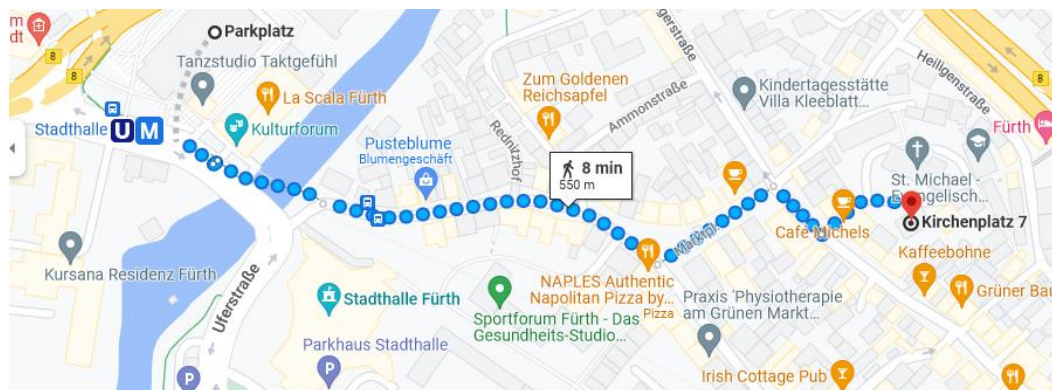 m
dt
8
8
Parkplatz
Tanzstudio Taktgefühl
La Scala Fürth
Stadthalle
U
M
Kulturforum
Pusteblume
Blumengeschäft
Rednitzhof
Zum Goldenen
Reichsapfel
Ammonstraße
Kindertagesstätte
Villa Kleeblatt...
Heiligenstraße
8
Fürth
8 min
550 m
St. Michael -
Evangelisch...
Kirchenplatz 7
Café Michels
Kaffeebohne
Grüner Bau
Marktpl.
Kursana Residenz Fürth
Uferstraße
Stadthalle Fürth
Parkhaus Stadthalle
P
P
NAPLES Authentic
Napolitan Pizza by...
Pizza
Sportforum Fürth - Das
Gesundheits-Studio...
Praxis 'Physiotherapie
am Grünen Markt...
Irish Cottage Pub